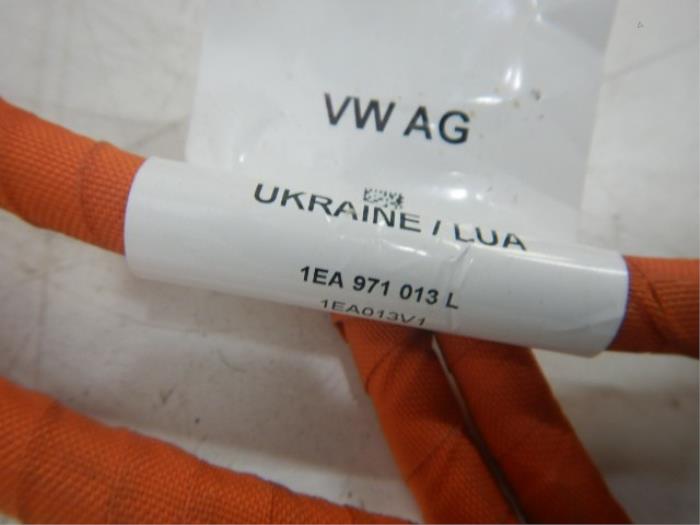 VW AG
UKRAINE / LUA
1EA 971 013 L
1EA013V1